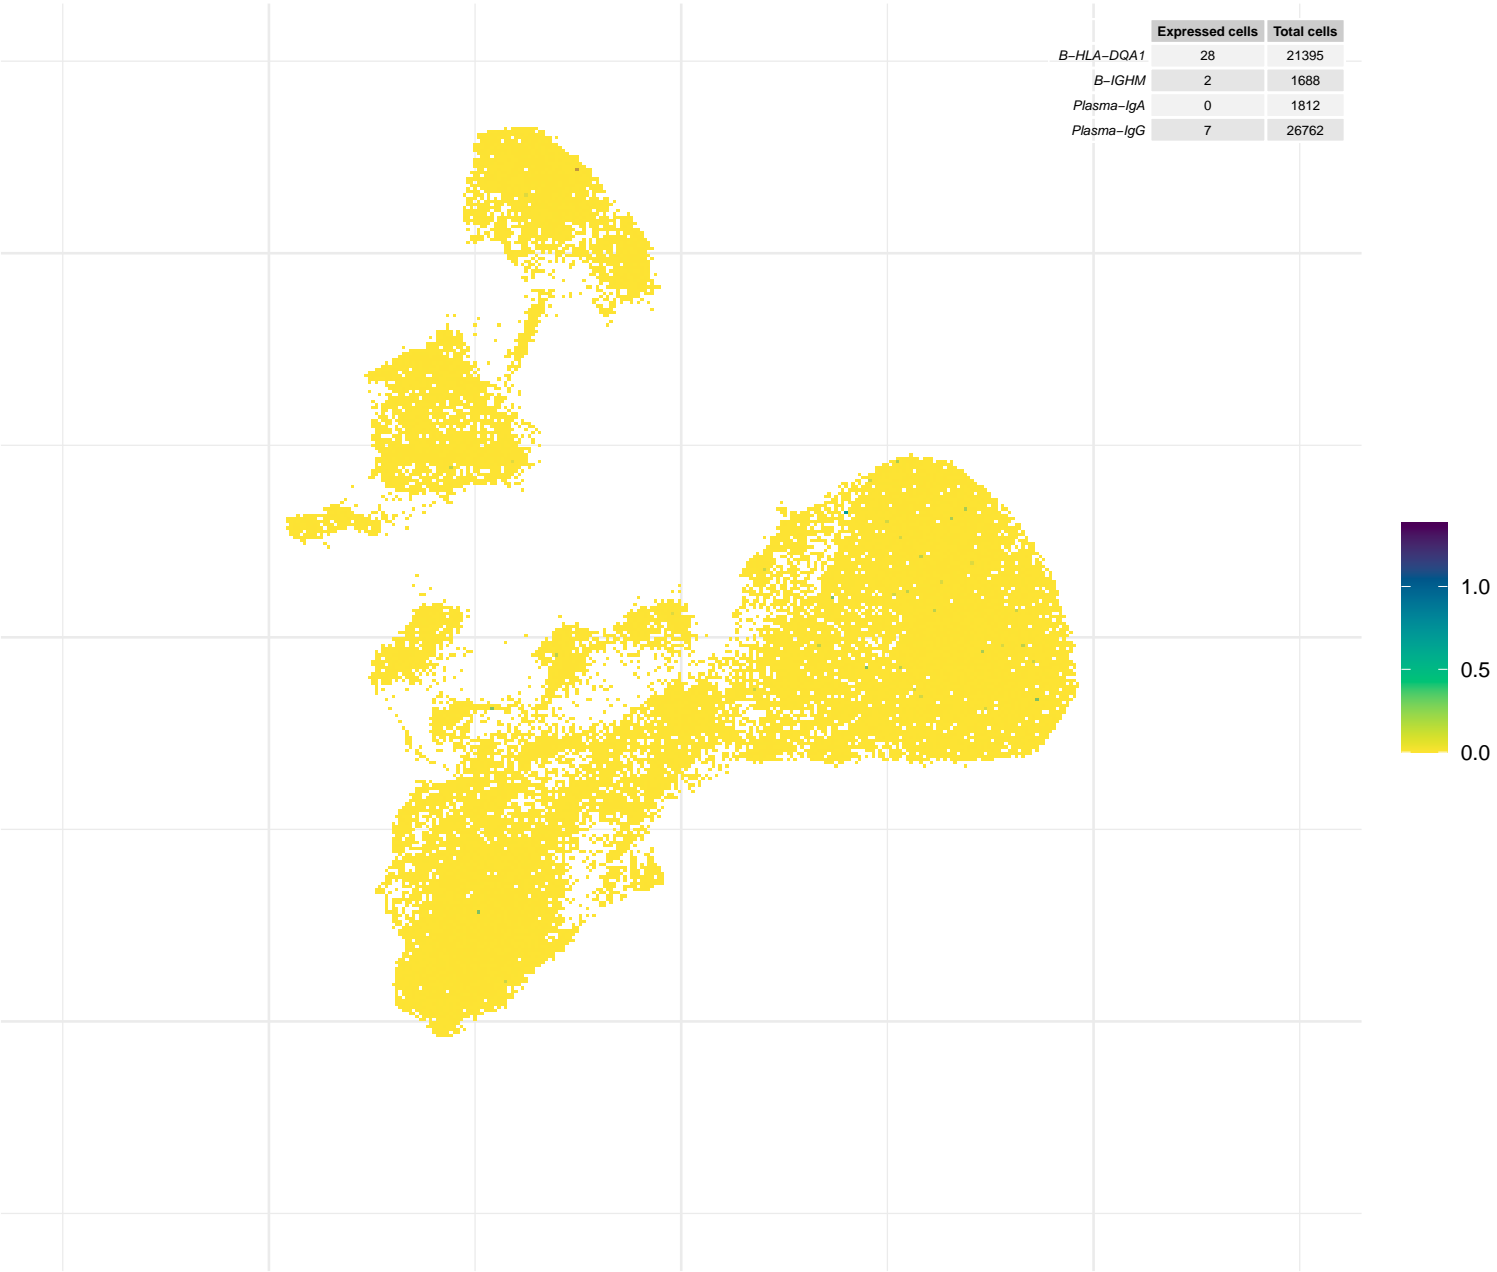 Expressed cells Total cells
B−HLA−DQA1 28 21395
B−IGHM 2 1688
Plasma−IgA 0 1812
Plasma−IgG 7 26762
1.0
0.5
0.0